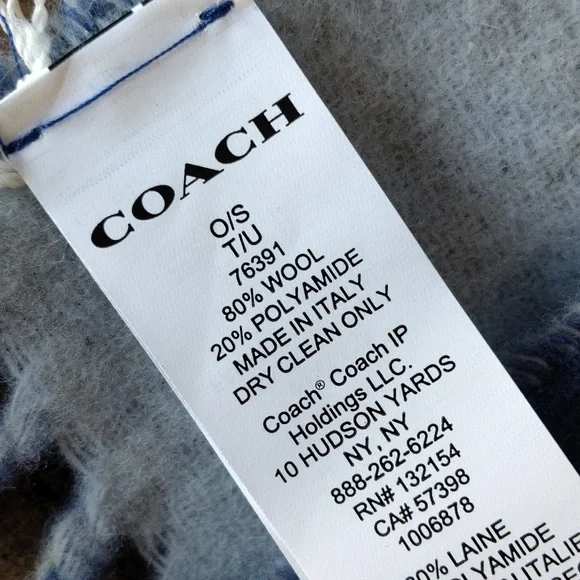 COACH
O/S
T/U
76391
80% WOOL
20% POLYAMIDE
MADE IN ITALY
DRY CLEAN ONLY
Coach® Coach IP
Holdings LLC.
10 HUDSON YARDS
NY, NY
888-262-6224
RN# 132154
CA# 57398
1006878
LAINE